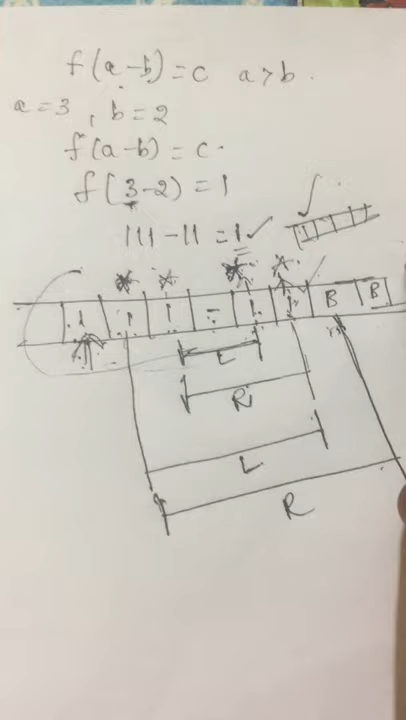 f(a-b)=c a>b.
a=3, b=2
f(a-b)=c.
f(3-2)=1
111-11=1✓
* * * *
1 1 1 - 1 1 B B
L
R
L
R